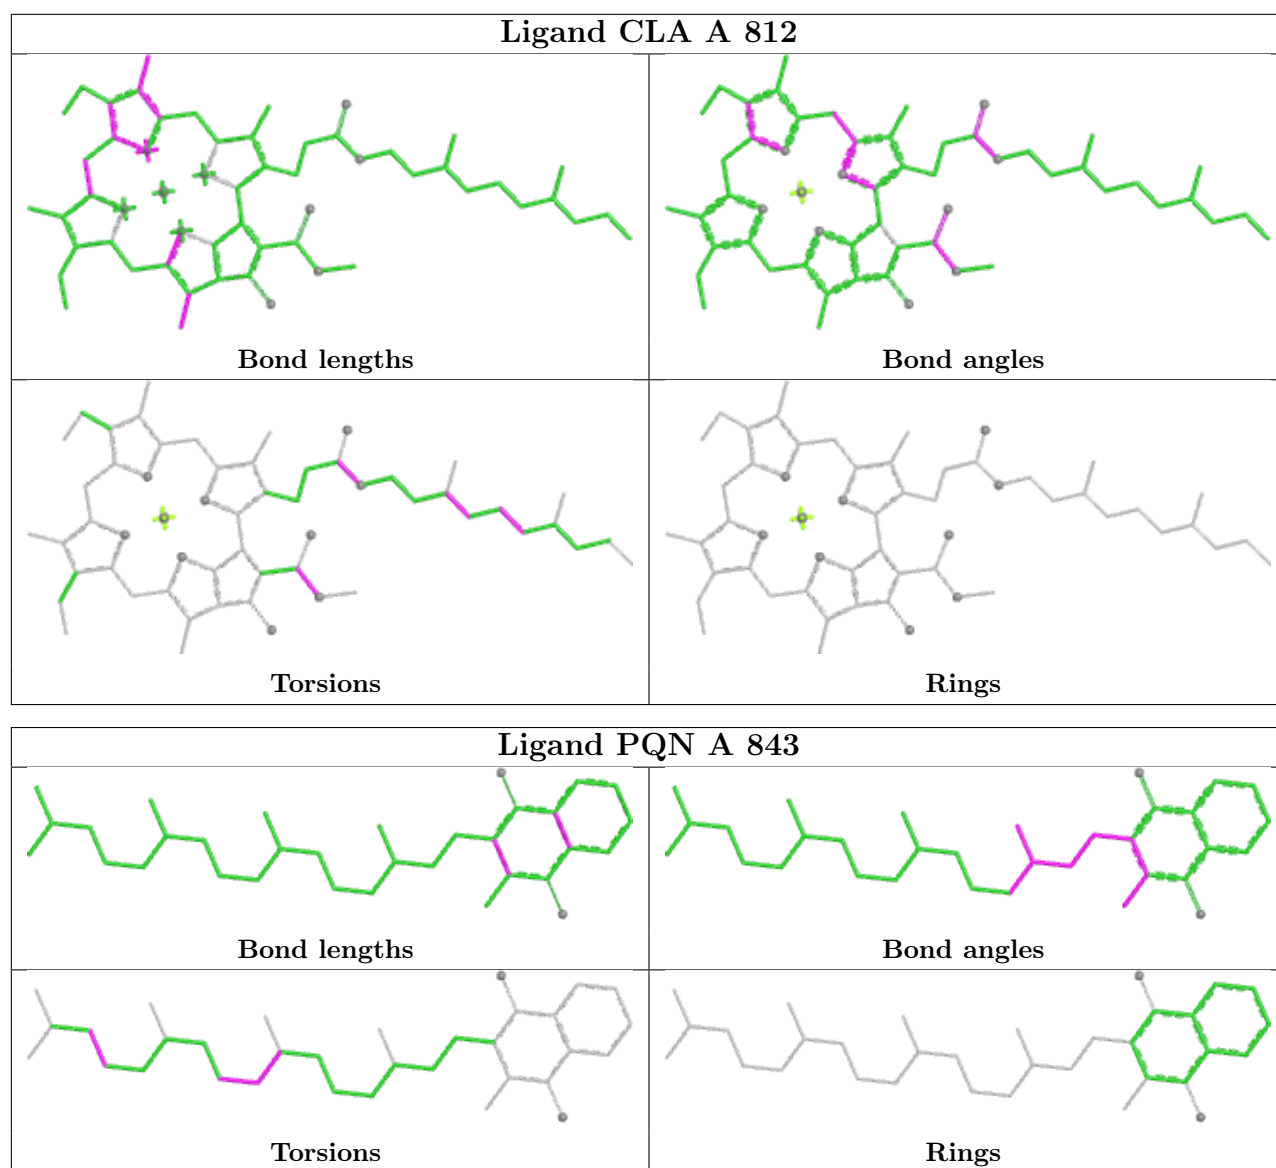 Ligand CLA A 812
Bond lengths
Bond angles
Torsions
Rings
Ligand PQN A 843
Bond lengths
Bond angles
Torsions
Rings